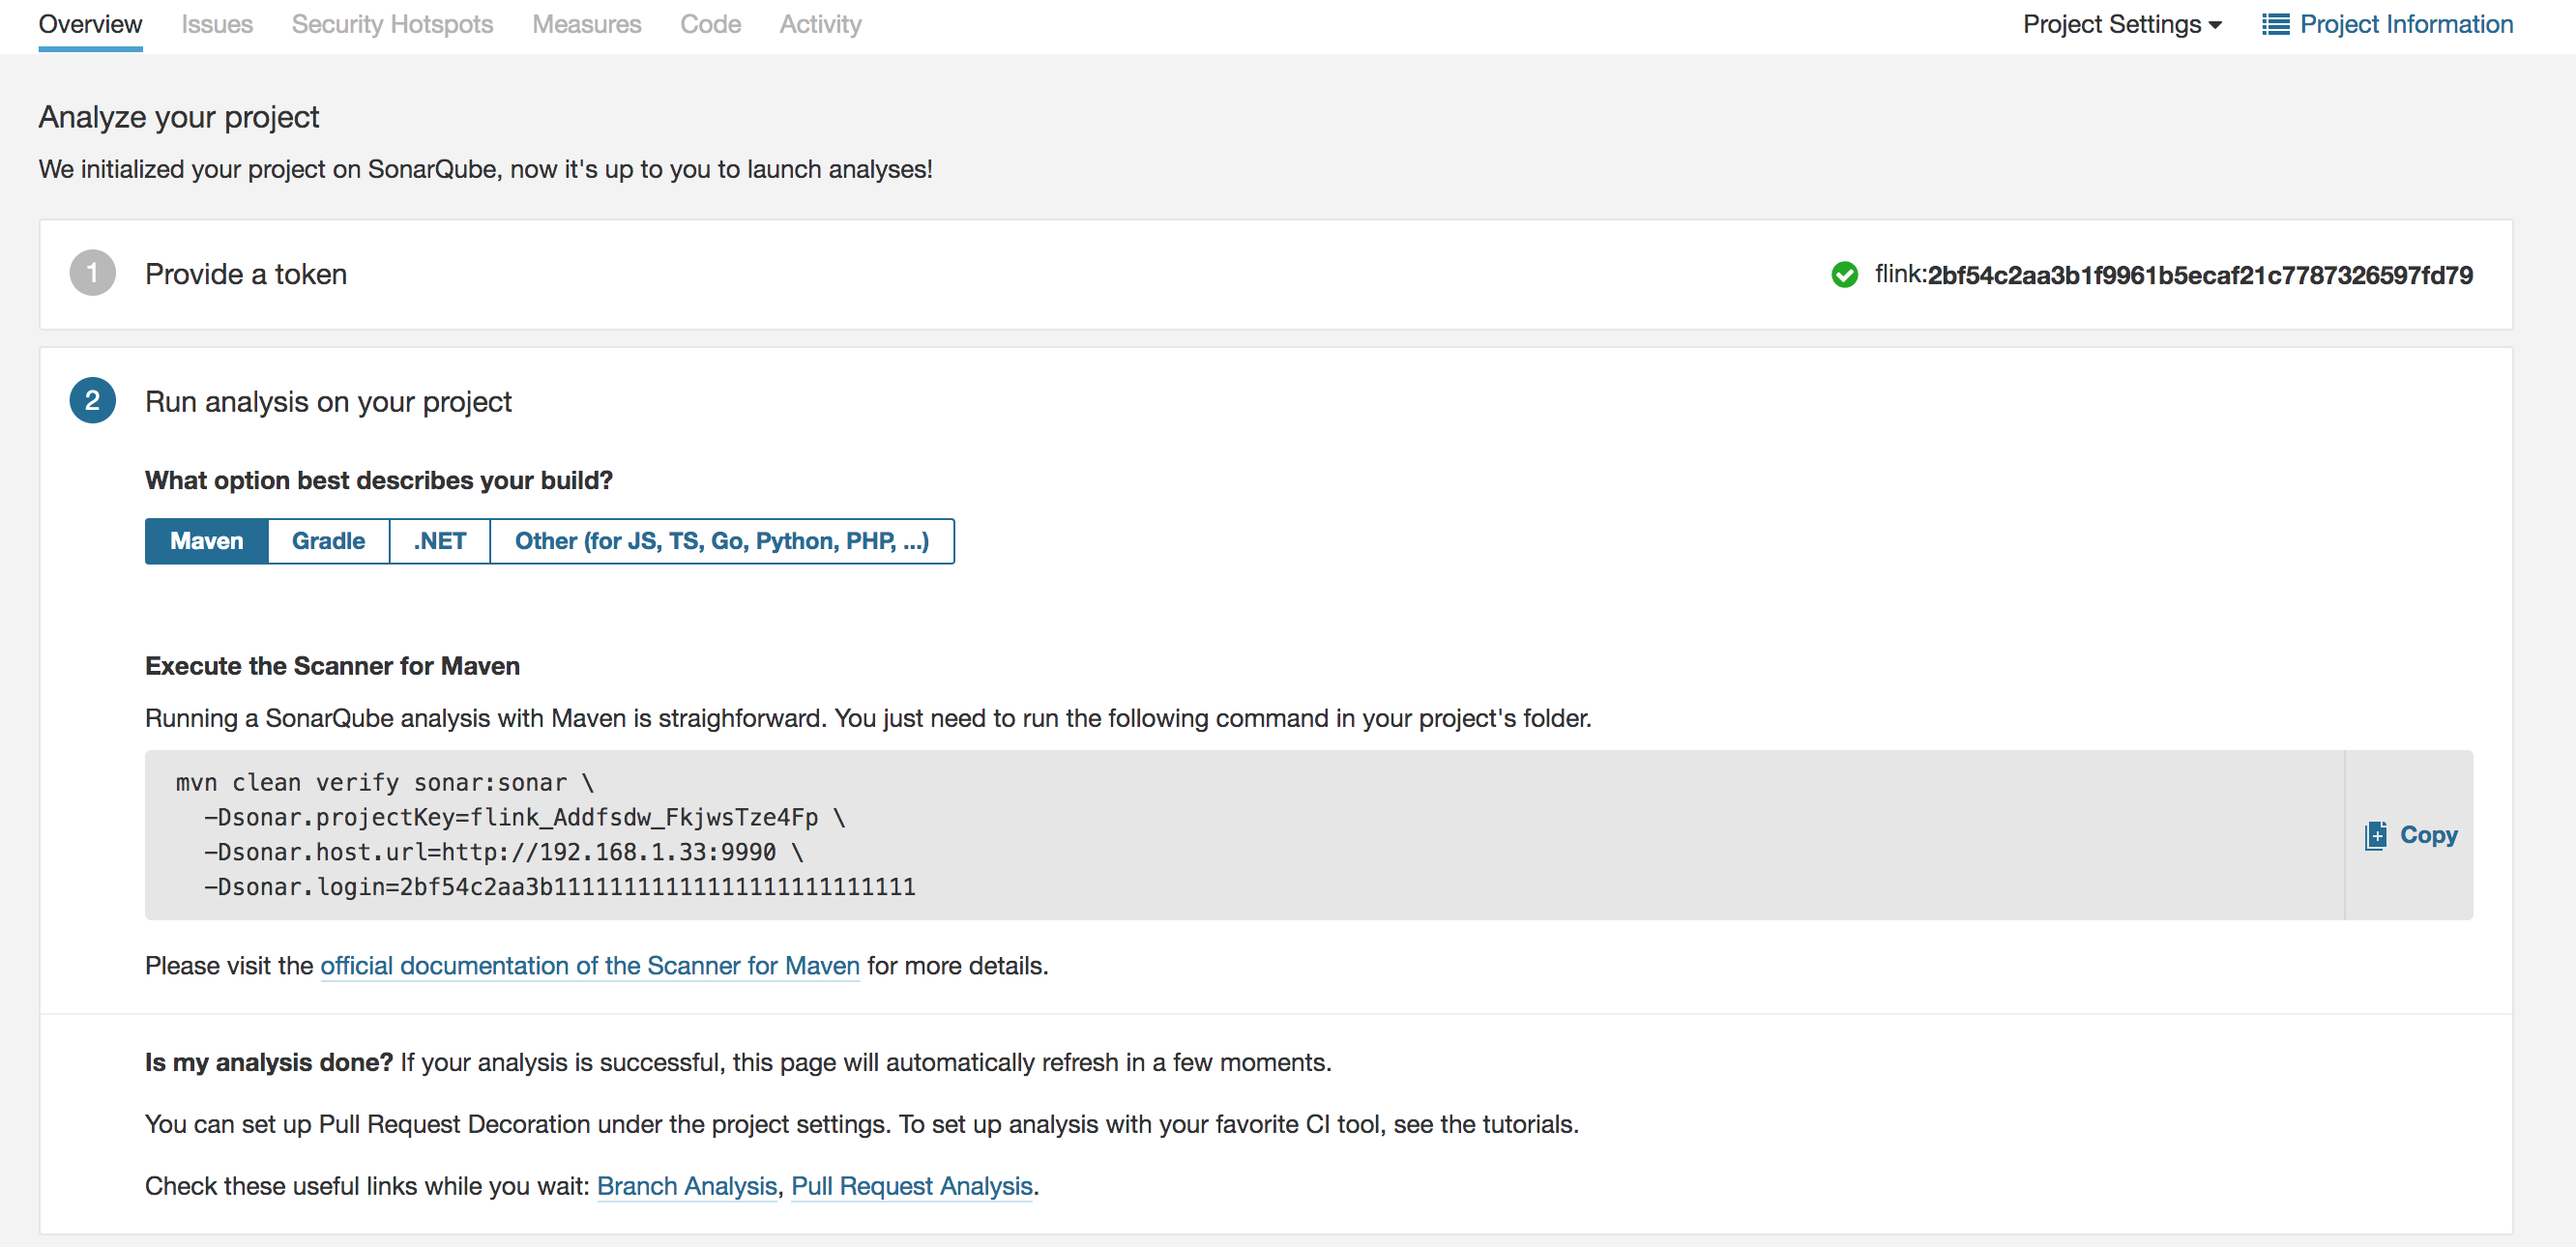 Overview Issues Security Hotspots Measures Code Activity Project Settings Project Information
Analyze your project
We initialized your project on SonarQube, now it's up to you to launch analyses!
1 Provide a token flink:2bf54c2aa3b1f9961b5ecaf21c7787326597fd79
2 Run analysis on your project
What option best describes your build?
Maven Gradle .NET Other (for JS, TS, Go, Python, PHP, ...)
Execute the Scanner for Maven
Running a SonarQube analysis with Maven is straighforward. You just need to run the following command in your project's folder.
mvn clean verify sonar:sonar \
-Dsonar.projectKey=flink_Addfsdw_FkjwsTze4Fp \
-Dsonar.host.url=http://192.168.1.33:9990 \
-Dsonar.login=2bf54c2aa3b11111111111111111111111111
Copy
Please visit the official documentation of the Scanner for Maven for more details.
Is my analysis done? If your analysis is successful, this page will automatically refresh in a few moments.
You can set up Pull Request Decoration under the project settings. To set up analysis with your favorite CI tool, see the tutorials.
Check these useful links while you wait: Branch Analysis, Pull Request Analysis.